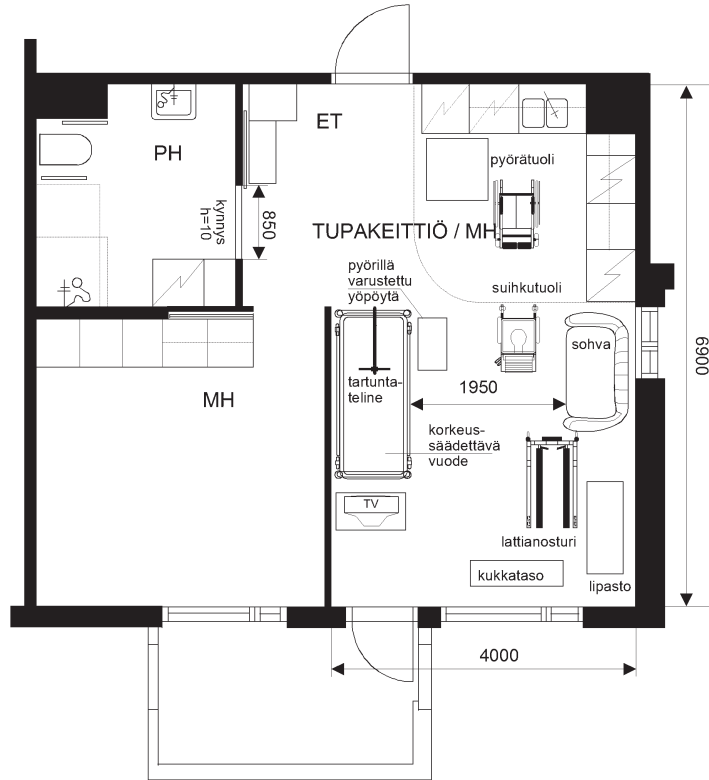 ET
PH
pyörätuoli
kynnys
h=10
850
TUPAKEITTIÖ / MH
pyörillä
varustettu
yöpöytä
suihkutuoli
sohva
6900
tartunta-
teline
1950
MH
korkeus-
säädettävä
vuode
TV
lattianosturi
kukkataso
lipasto
4000